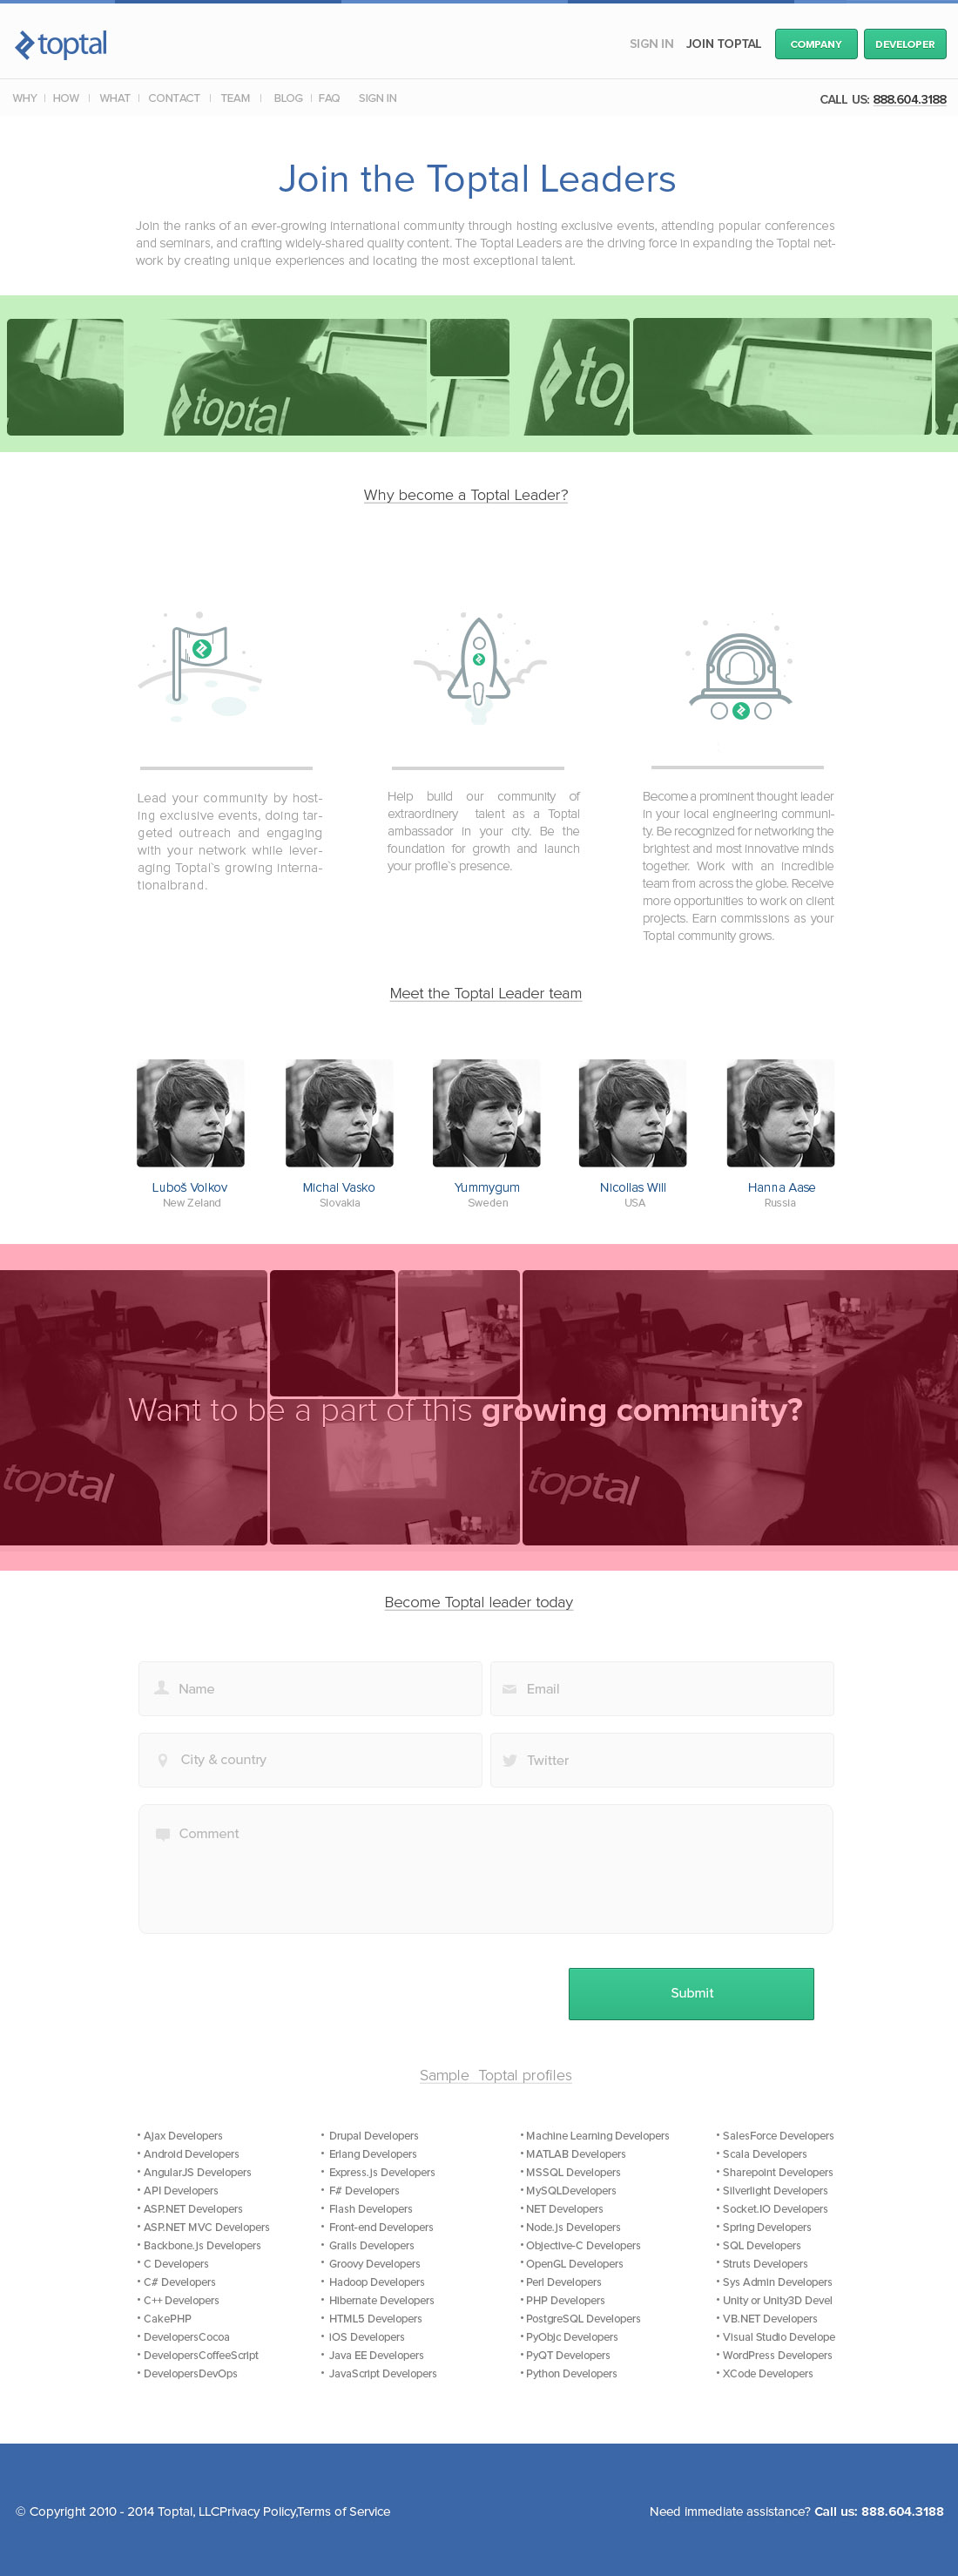 toptal
SIGN IN JOIN TOPTAL COMPANY DEVELOPER
WHY | HOW | WHAT | CONTACT | TEAM | BLOG | FAQ SIGN IN
CALL US: 888.604.3188
Join the Toptal Leaders
Join the ranks of an ever-growing international community through hosting exclusive events, attending popular conferences
and seminars, and crafting widely-shared quality content. The Toptal Leaders are the driving force in expanding the Toptal net-
work by creating unique experiences and locating the most exceptional talent.
toptal
to
Why become a Toptal Leader?
Lead your community by host-
ing exclusive events, doing tar-
geted outreach and engaging
with your network while lever-
aging Toptal`s growing interna-
tionalbrand.
Help build our community of
extraordinery talent as a Toptal
ambassador in your city. Be the
foundation for growth and launch
your profile`s presence.
Become a prominent thought leader
in your local engineering communi-
ty. Be recognized for networking the
brightest and most innovative minds
together. Work with an incredible
team from across the globe. Receive
more opportunities to work on client
projects. Earn commissions as your
Toptal community grows.
Meet the Toptal Leader team
Luboš Volkov
New Zeland
Michal Vasko
Slovakia
Yummygum
Sweden
Nicollas Will
USA
Hanna Aase
Russia
Want to be a part of this growing community?
toptal
toptal
Become Toptal leader today
Name
Email
City & country
Twitter
Comment
Submit
Sample Toptal profiles
• Ajax Developers
• Android Developers
• AngularJS Developers
• API Developers
• ASP.NET Developers
• ASP.NET MVC Developers
• Backbone.js Developers
• C Developers
• C# Developers
• C++ Developers
• CakePHP
• DevelopersCocoa
• DevelopersCoffeeScript
• DevelopersDevOps
• Drupal Developers
• Erlang Developers
• Express.js Developers
• F# Developers
• Flash Developers
• Front-end Developers
• Grails Developers
• Groovy Developers
• Hadoop Developers
• Hibernate Developers
• HTML5 Developers
• iOS Developers
• Java EE Developers
• JavaScript Developers
• Machine Learning Developers
• MATLAB Developers
• MSSQL Developers
• MySQLDevelopers
• NET Developers
• Node.js Developers
• Objective-C Developers
• OpenGL Developers
• Perl Developers
• PHP Developers
• PostgreSQL Developers
• PyObjc Developers
• PyQT Developers
• Python Developers
• SalesForce Developers
• Scala Developers
• Sharepoint Developers
• Silverlight Developers
• Socket.IO Developers
• Spring Developers
• SQL Developers
• Struts Developers
• Sys Admin Developers
• Unity or Unity3D Devel
• VB.NET Developers
• Visual Studio Develope
• WordPress Developers
• XCode Developers
© Copyright 2010 - 2014 Toptal, LLCPrivacy Policy,Terms of Service
Need immediate assistance? Call us: 888.604.3188